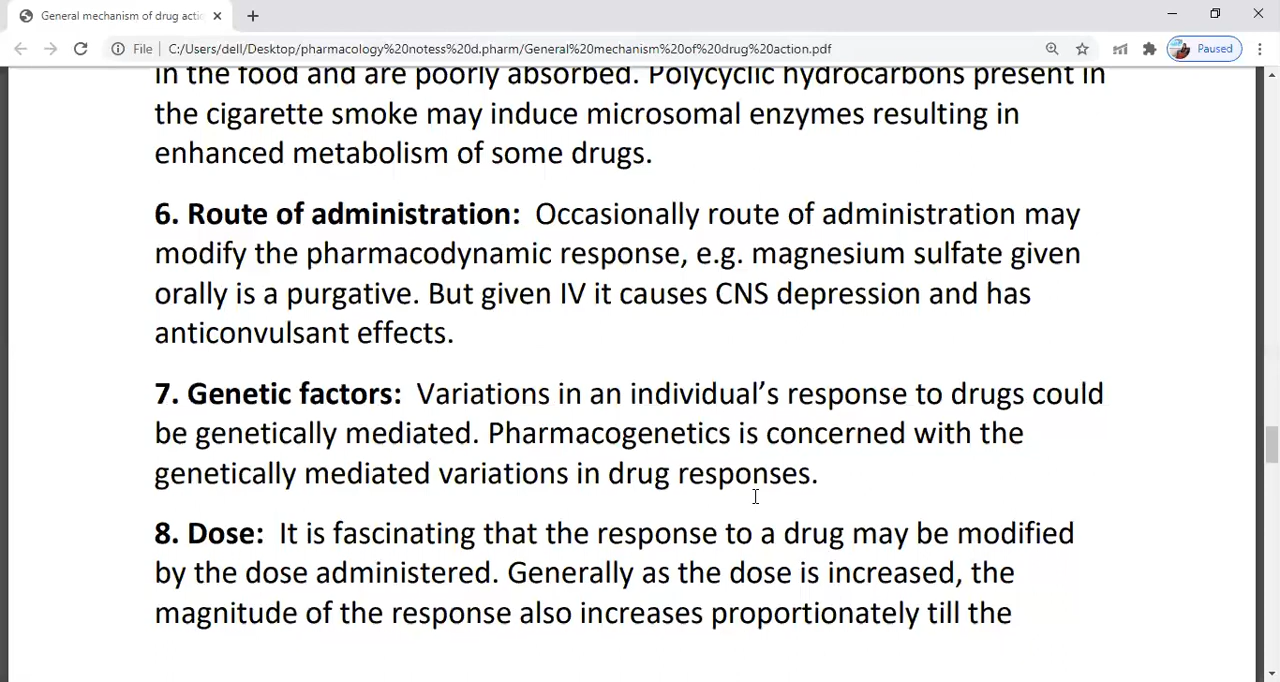 General mechanism of drug acti
File
C:/Users/dell/Desktop/pharmacology%20notess%20d.pharm/General%20mechanism%20of%20drug%20action.pdf
Paused
in the food and are poorly absorbed. Polycyclic hydrocarbons present in
the cigarette smoke may induce microsomal enzymes resulting in
enhanced metabolism of some drugs.
6. Route of administration: Occasionally route of administration may
modify the pharmacodynamic response, e.g. magnesium sulfate given
orally is a purgative. But given IV it causes CNS depression and has
anticonvulsant effects.
7. Genetic factors: Variations in an individual’s response to drugs could
be genetically mediated. Pharmacogenetics is concerned with the
genetically mediated variations in drug responses.
8. Dose: It is fascinating that the response to a drug may be modified
by the dose administered. Generally as the dose is increased, the
magnitude of the response also increases proportionately till the